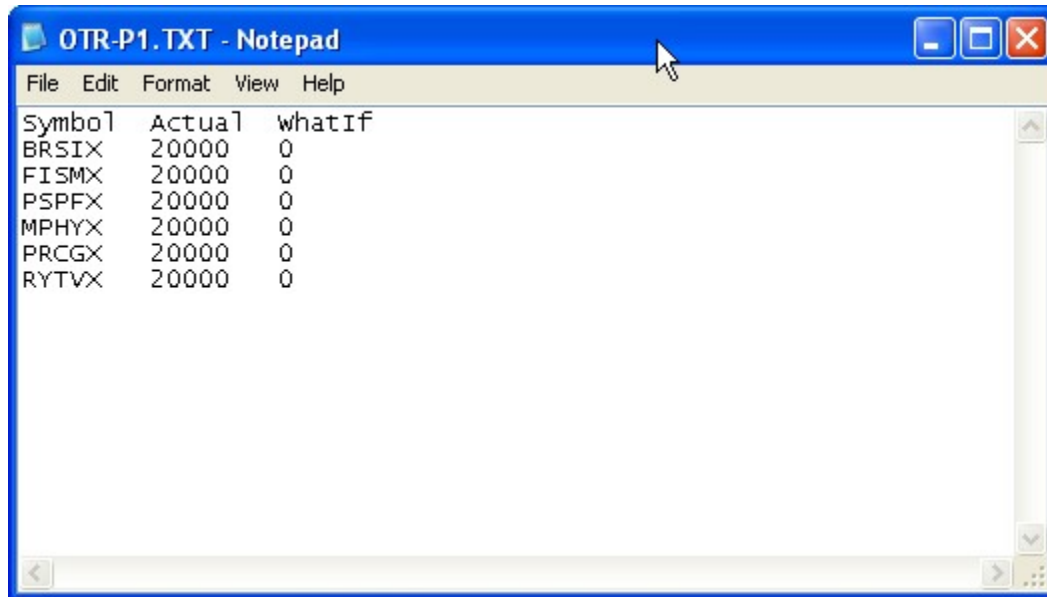 OTR-P1.TXT - Notepad
File Edit Format View Help
Symbol Actual WhatIf
BRSIX 20000 0
FISMX 20000 0
PSPFX 20000 0
MPHYX 20000 0
PRCGX 20000 0
RYTVX 20000 0